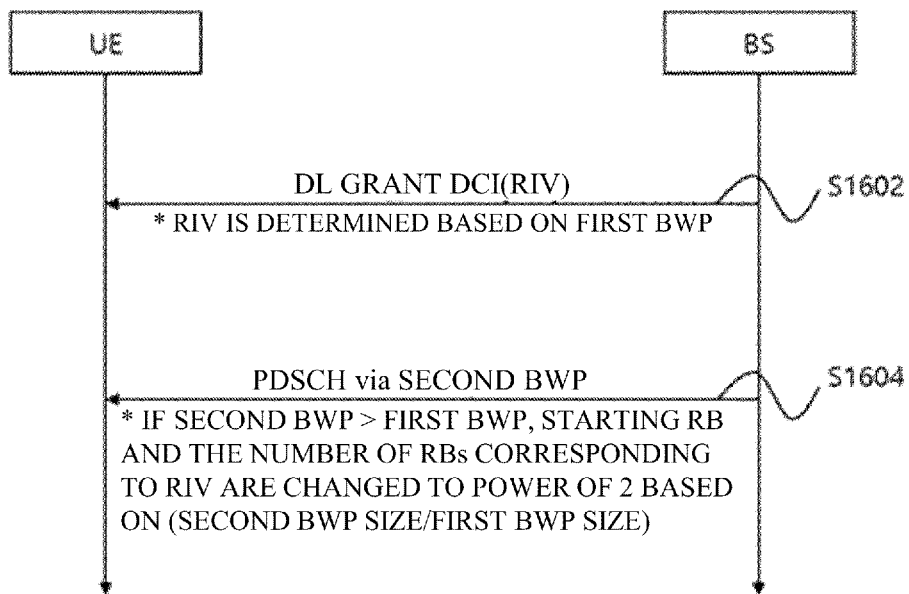 UE
BS
DL GRANT DCI(RIV)
S1602
* RIV IS DETERMINED BASED ON FIRST BWP
PDSCH via SECOND BWP
S1604
* IF SECOND BWP > FIRST BWP, STARTING RB
AND THE NUMBER OF RBs CORRESPONDING
TO RIV ARE CHANGED TO POWER OF 2 BASED
ON (SECOND BWP SIZE/FIRST BWP SIZE)